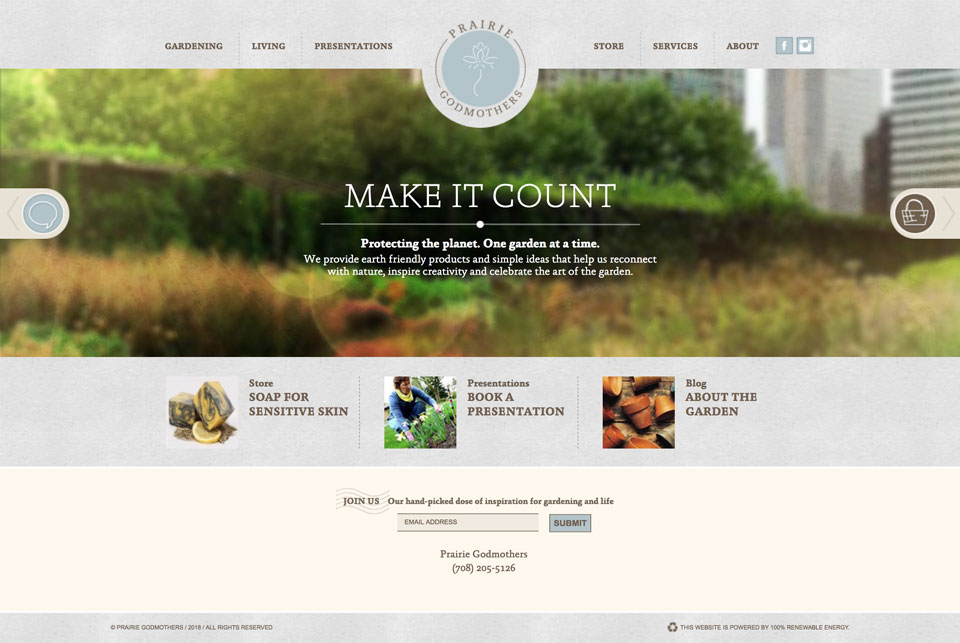 GARDENING
LIVING
PRESENTATIONS
PRAIRIE
GODMOTHERS
STORE
SERVICES
ABOUT
f
MAKE IT COUNT
Protecting the planet. One garden at a time.
We provide earth friendly products and simple ideas that help us reconnect
with nature, inspire creativity and celebrate the art of the garden.
Store
SOAP FOR
SENSITIVE SKIN
Presentations
BOOK A
PRESENTATION
Blog
ABOUT THE
GARDEN
JOIN US Our hand-picked dose of inspiration for gardening and life
EMAIL ADDRESS
SUBMIT
Prairie Godmothers
(708) 205-5126
© PRAIRIE GODMOTHERS / 2018 / ALL RIGHTS RESERVED
THIS WEBSITE IS POWERED BY 100% RENEWABLE ENERGY.